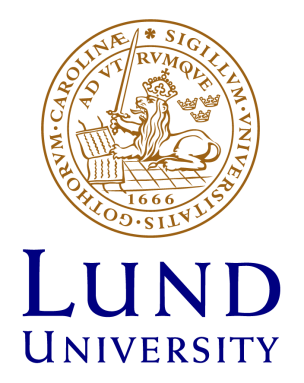 SIGILLVM·VNIVERSITATIS·GOTHORVM·CAROLINÆ
AD VTRVMQVE
1666
LUND
UNIVERSITY